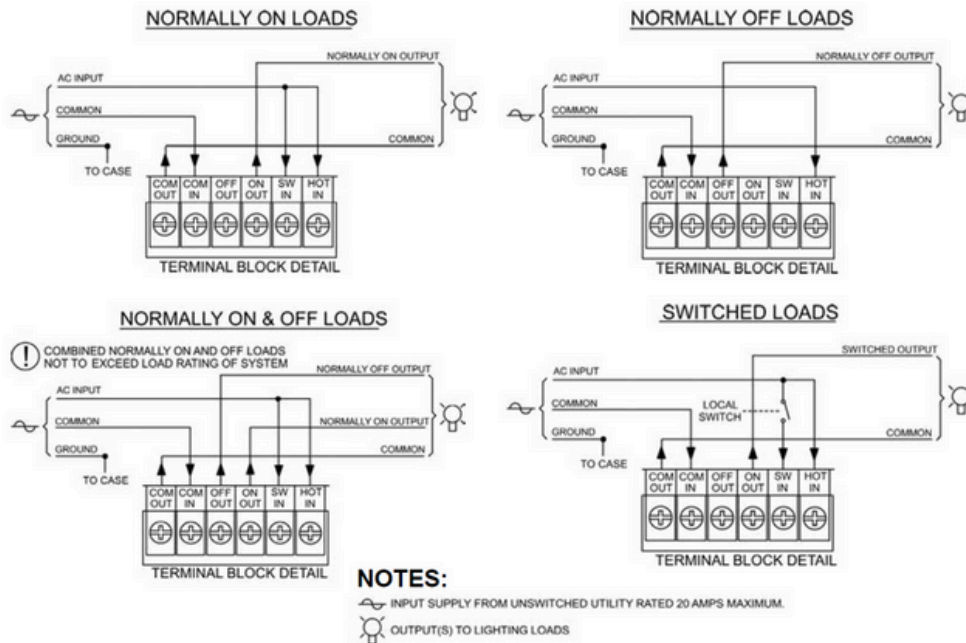 NORMALLY ON LOADS
NORMALLY ON OUTPUT
AC INPUT
COMMON
GROUND
COMMON
TO CASE
COM OUT
COM IN
OFF OUT
ON OUT
SW IN
HOT IN
TERMINAL BLOCK DETAIL
NORMALLY OFF LOADS
NORMALLY OFF OUTPUT
AC INPUT
COMMON
GROUND
COMMON
TO CASE
COM OUT
COM IN
OFF OUT
ON OUT
SW IN
HOT IN
TERMINAL BLOCK DETAIL
NORMALLY ON & OFF LOADS
! COMBINED NORMALLY ON AND OFF LOADS
NOT TO EXCEED LOAD RATING OF SYSTEM
NORMALLY OFF OUTPUT
AC INPUT
COMMON
NORMALLY ON OUTPUT
GROUND
COMMON
TO CASE
COM OUT
COM IN
OFF OUT
ON OUT
SW IN
HOT IN
TERMINAL BLOCK DETAIL
SWITCHED LOADS
SWITCHED OUTPUT
AC INPUT
COMMON
LOCAL
SWITCH
GROUND
COMMON
TO CASE
COM OUT
COM IN
OFF OUT
ON OUT
SW IN
HOT IN
TERMINAL BLOCK DETAIL
NOTES:
INPUT SUPPLY FROM UNSWITCHED UTILITY RATED 20 AMPS MAXIMUM.
OUTPUT(S) TO LIGHTING LOADS